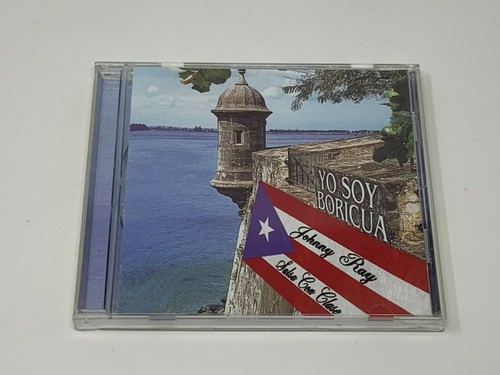 YO SOY
BORICUA
Johnny Ray
Salsa Con Clase